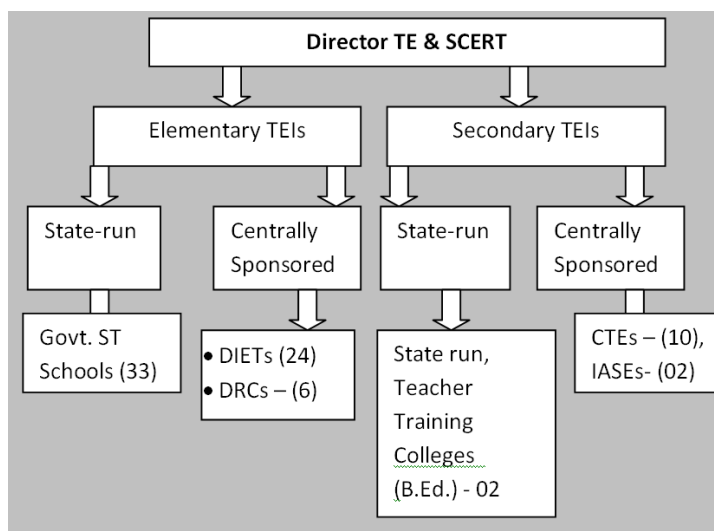 Director TE & SCERT
Elementary TEIs
Secondary TEIs
State-run
Centrally
Sponsored
State-run
Centrally
Sponsored
Govt. ST
Schools (33)
• DIETs (24)
• DRCs – (6)
State run,
Teacher
Training
Colleges
(B.Ed.) - 02
CTEs – (10),
IASEs- (02)